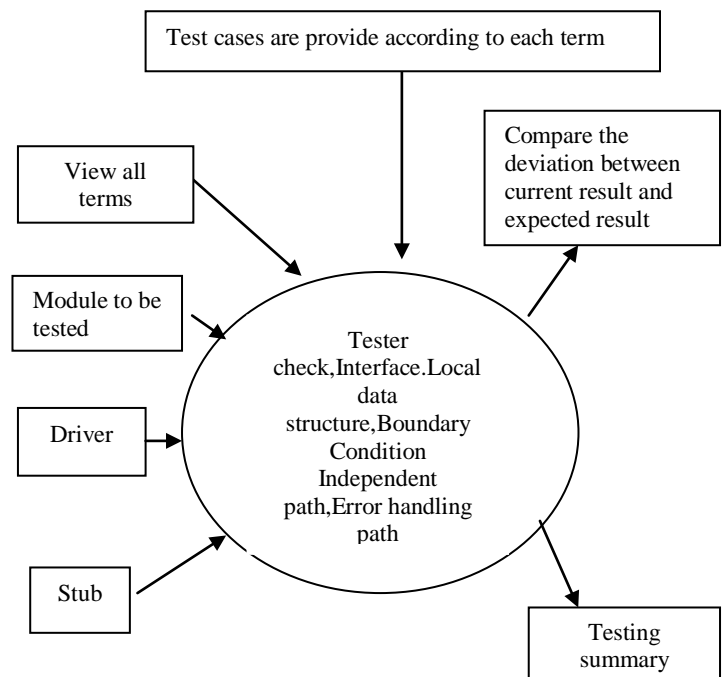 Test cases are provide according to each term
Compare the
deviation between
current result and
expected result
View all
terms
Module to be
tested
Tester
check,Interface.Local
data
structure,Boundary
Condition
Independent
path,Error handling
path
Driver
Stub
Testing
summary